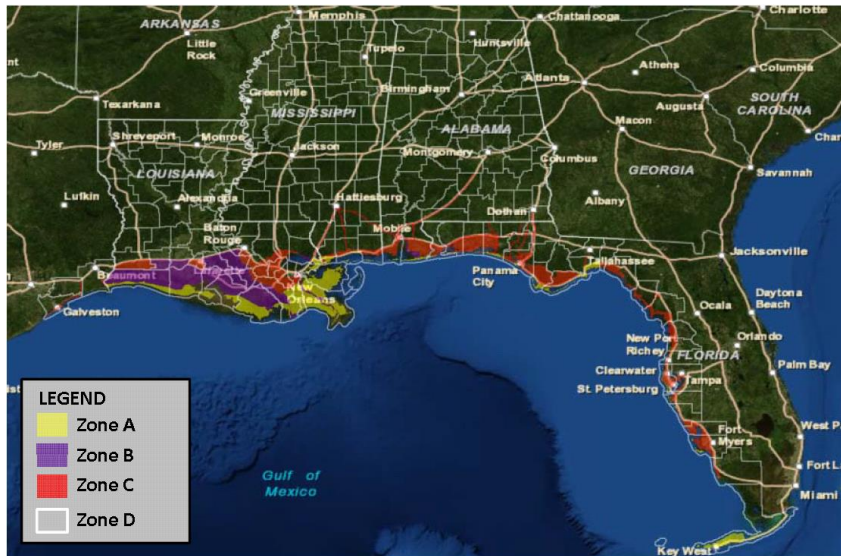 Memphis
Chattanooga
Charlotte
ARKANSAS
Little
Rock
Tupelo
Huntsville
Athens
Columbia
Atlanta
Texarkana
Greenville
Birmingham
Augusta
SOUTH
CAROLINA
MISSISSIPPI
ALABAMA
Macon
Tyler
Shreveport
Monroe
Jackson
Montgomery
Columbus
Savannah
LOUISIANA
GEORGIA
Lufkin
Alexandria
Hattiesburg
Dothan
Albany
Baton
Rouge
Mobile
Tallahassee
Jacksonville
Beaumont
Lafayette
New
Orleans
Panama
City
Galveston
Ocala
Daytona
Beach
New Port
Richey
Orlando
FLORIDA
Clearwater
Tampa
Palm Bay
St. Petersburg
Fort
Myers
West P
Fort L
Miami
Gulf of
Mexico
Key West
LEGEND
Zone A
Zone B
Zone C
Zone D